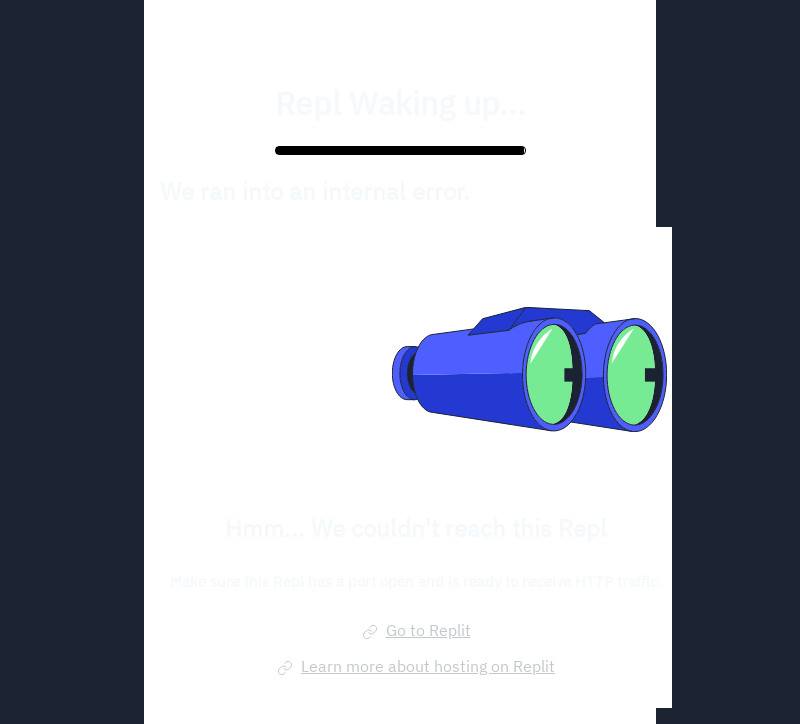 Repl Waking up...
We ran into an internal error.
Hmm... We couldn't reach this Repl
Make sure this Repl has a port open and is ready to receive HTTP traffic.
Go to Replit
Learn more about hosting on Replit